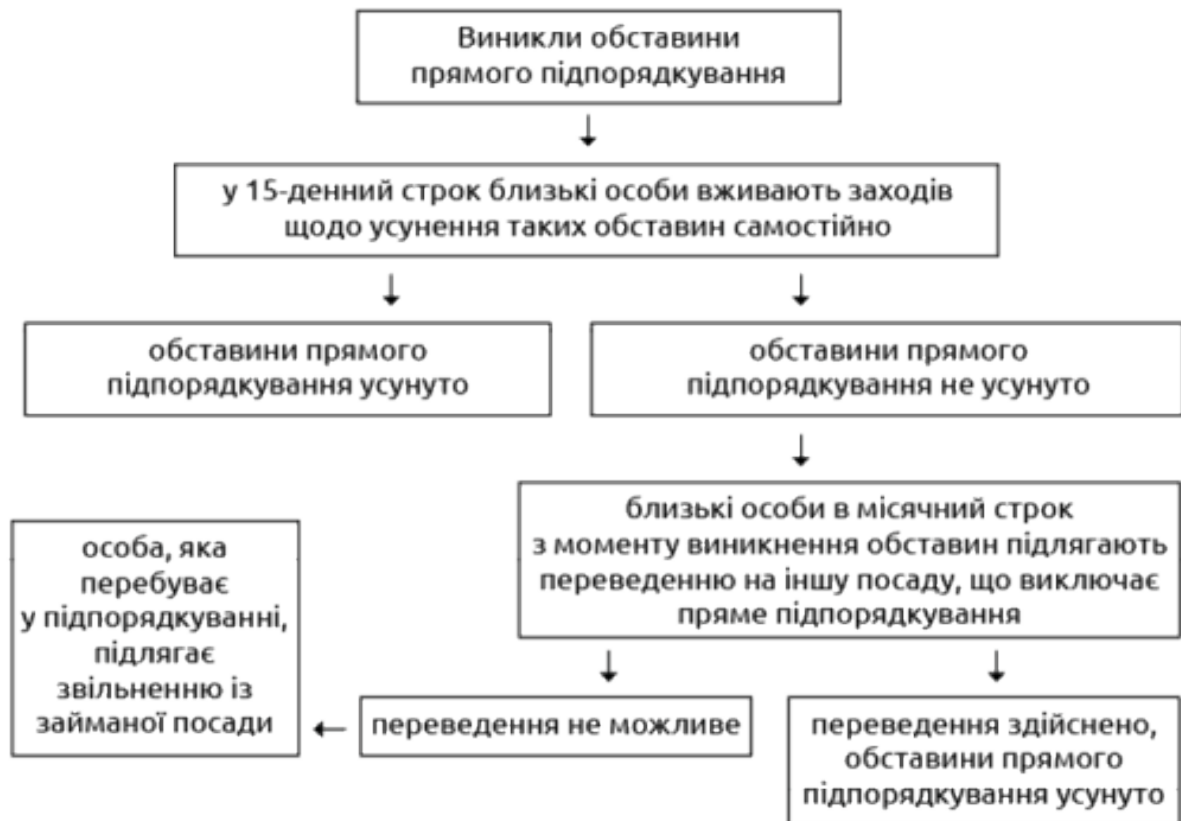 Виникли обставини
прямого підпорядкування
↓
у 15-денний строк близькі особи вживають заходів
щодо усунення таких обставин самостійно
↓ ↓
обставини прямого
підпорядкування усунуто
обставини прямого
підпорядкування не усунуто
↓
близькі особи в місячний строк
з моменту виникнення обставин підлягають
переведенню на іншу посаду, що виключає
пряме підпорядкування
↓ ↓
переведення не можливе
переведення здійснено,
обставини прямого
підпорядкування усунуто
←
особа, яка
перебуває
у підпорядкуванні,
підлягає
звільненню із
займаної посади